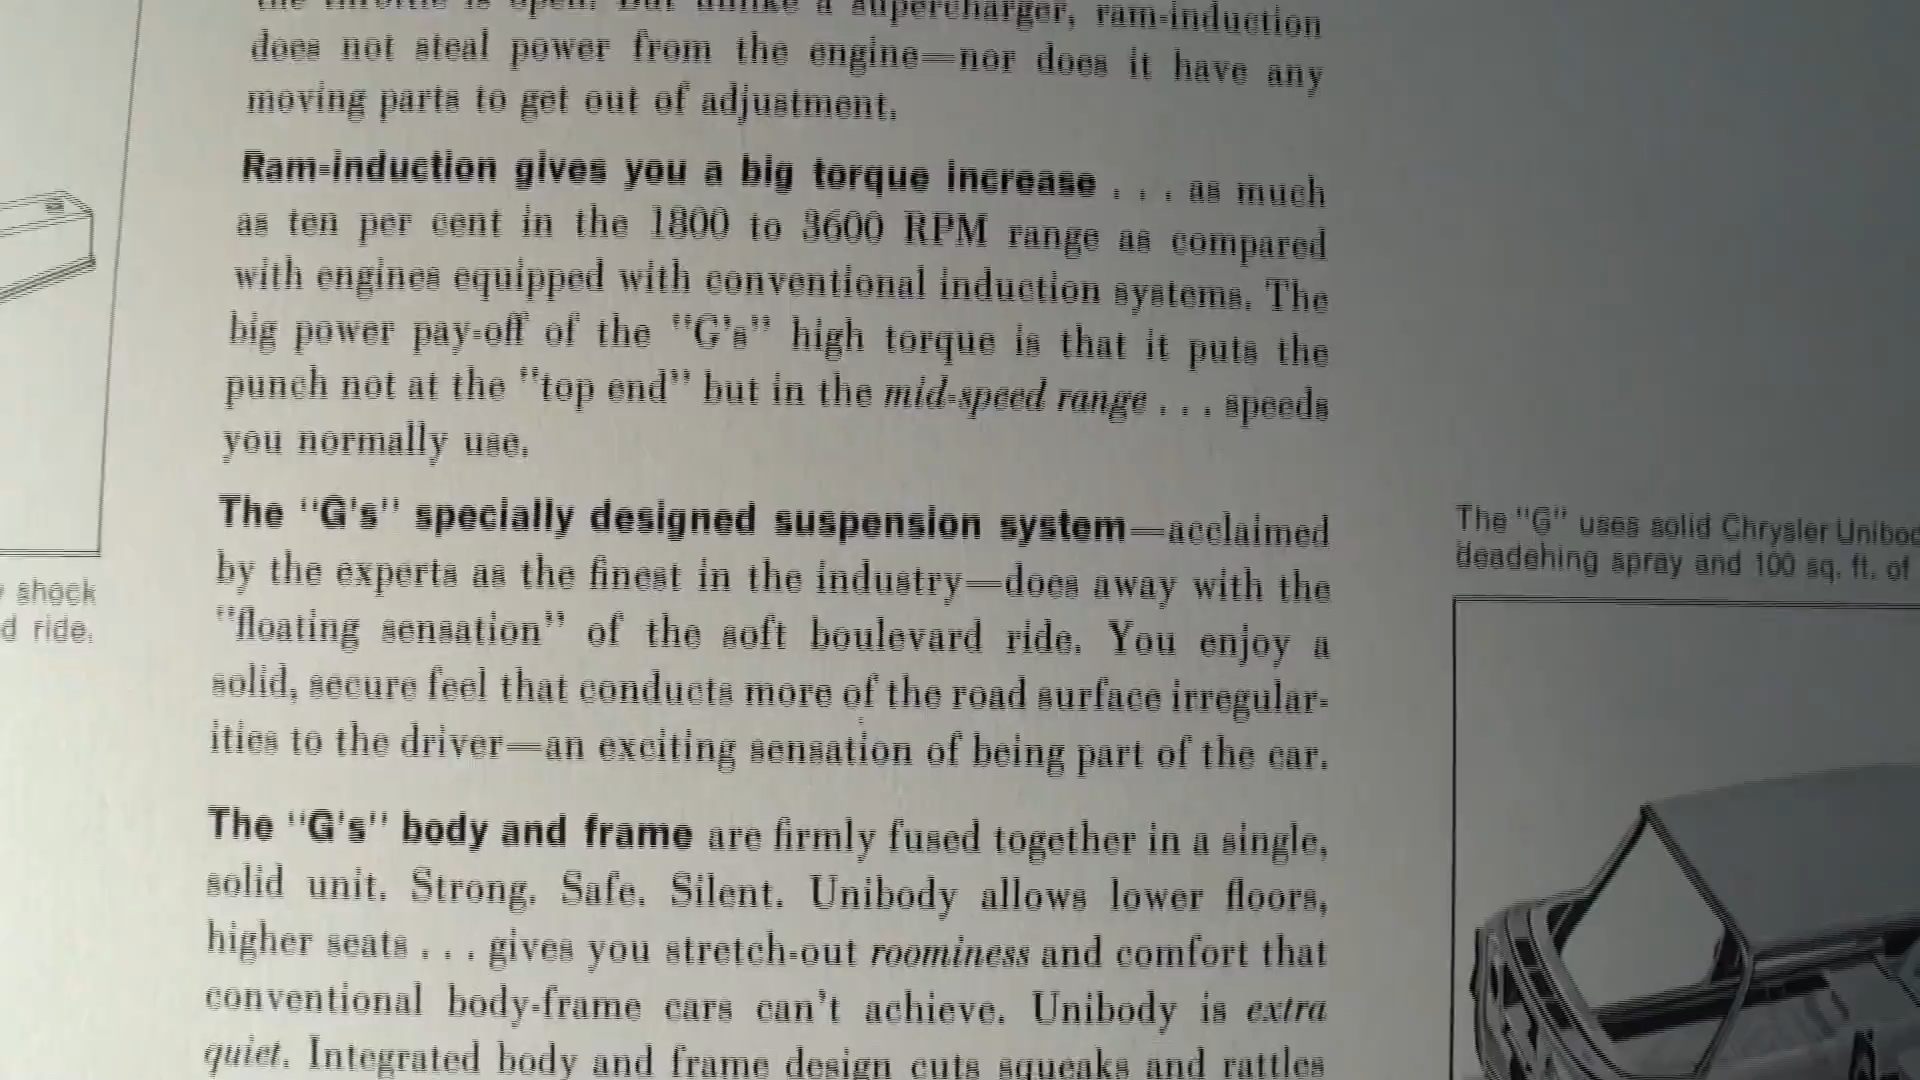 the throttle is open. But unlike a supercharger, ram-induction
does not steal power from the engine—nor does it have any
moving parts to get out of adjustment.
Ram-induction gives you a big torque increase . . . as much
as ten per cent in the 1800 to 3600 RPM range as compared
with engines equipped with conventional induction systems. The
big power pay-off of the "G's" high torque is that it puts the
punch not at the "top end" but in the mid-speed range . . . speeds
you normally use.
The "G's" specially designed suspension system—acclaimed
by the experts as the finest in the industry—does away with the
"floating sensation" of the soft boulevard ride. You enjoy a
solid, secure feel that conducts more of the road surface irregular-
ities to the driver—an exciting sensation of being part of the car.
The "G's" body and frame are firmly fused together in a single,
solid unit. Strong. Safe. Silent. Unibody allows lower floors,
higher seats . . . gives you stretch-out roominess and comfort that
conventional body-frame cars can't achieve. Unibody is extra
quiet. Integrated body and frame design cuts squeaks and rattles
shock
d ride.
The "G" uses solid Chrysler Unibod
deadening spray and 100 sq. ft. of